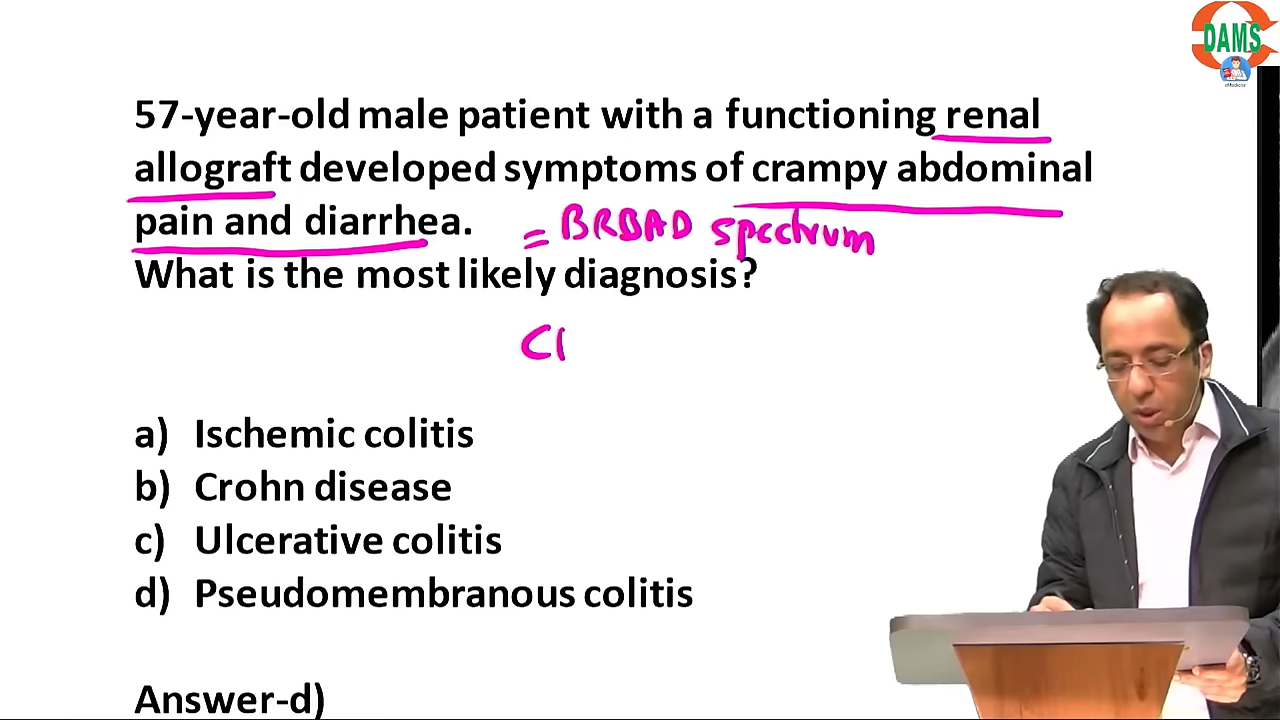 DAMS
eMedicoz
57-year-old male patient with a functioning renal
allograft developed symptoms of crampy abdominal
pain and diarrhea.
= BROAD spectrum
What is the most likely diagnosis?
Cl
a) Ischemic colitis
b) Crohn disease
c) Ulcerative colitis
d) Pseudomembranous colitis
Answer-d)